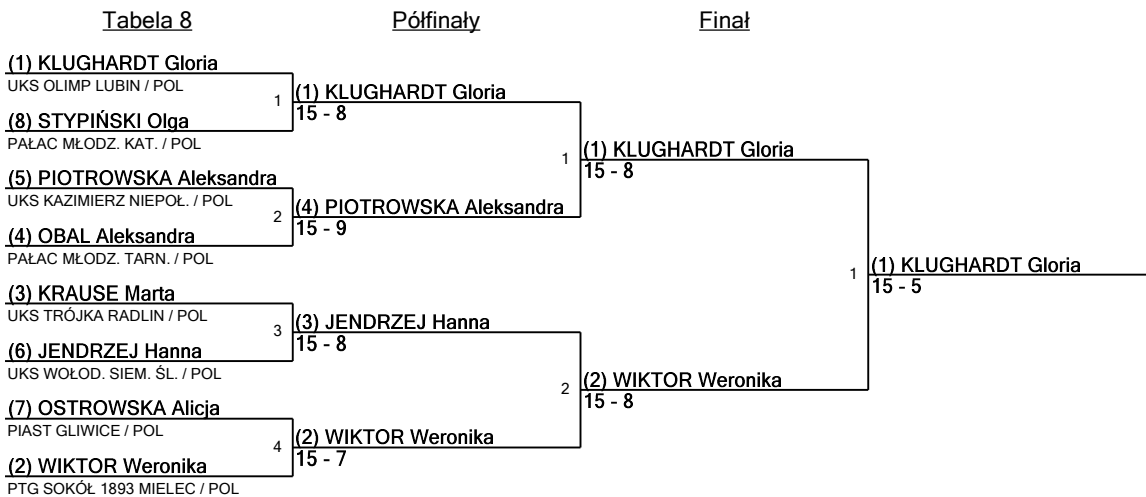 Tabela 8
Półfinały
Finał
(1) KLUGHARDT Gloria
UKS OLIMP LUBIN / POL
1
(8) STYPIŃSKI Olga
PAŁAC MŁODZ. KAT. / POL
(5) PIOTROWSKA Aleksandra
UKS KAZIMIERZ NIEPOŁ. / POL
2
(4) OBAL Aleksandra
PAŁAC MŁODZ. TARN. / POL
(3) KRAUSE Marta
UKS TRÓJKA RADLIN / POL
3
(6) JENDRZEJ Hanna
UKS WOŁOD. SIEM. ŚL. / POL
(7) OSTROWSKA Alicja
PIAST GLIWICE / POL
4
(2) WIKTOR Weronika
PTG SOKÓŁ 1893 MIELEC / POL
(1) KLUGHARDT Gloria
15 - 8
1
(4) PIOTROWSKA Aleksandra
15 - 9
(3) JENDRZEJ Hanna
15 - 8
2
(2) WIKTOR Weronika
15 - 7
(1) KLUGHARDT Gloria
15 - 8
1
(2) WIKTOR Weronika
15 - 8
(1) KLUGHARDT Gloria
15 - 5